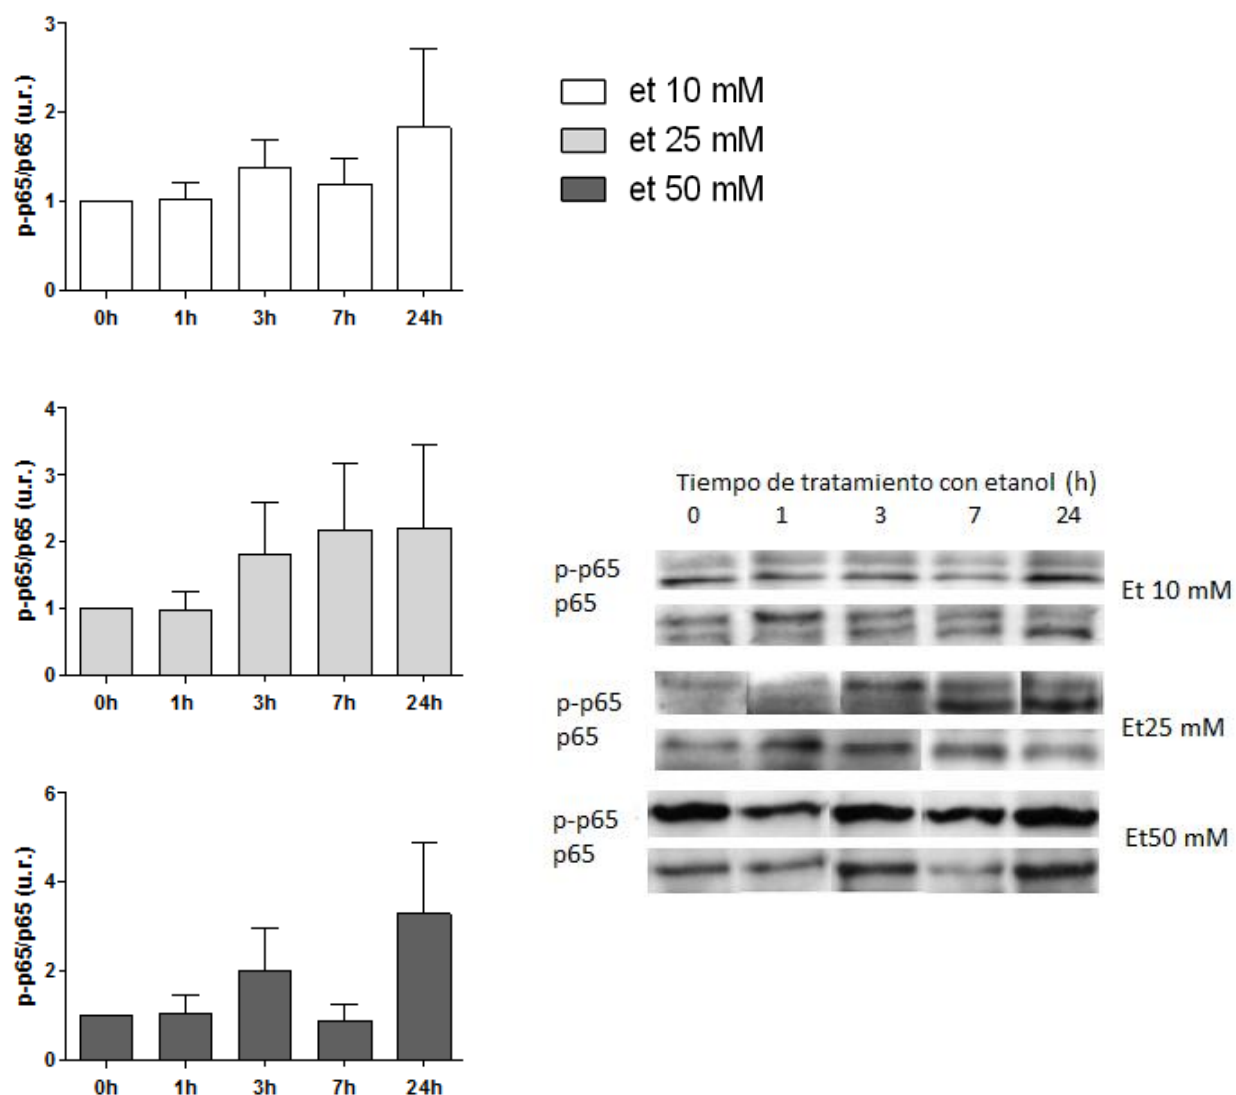 3
2
1
0
p-p65/p65 (u.r.)
0h 1h 3h 7h 24h
et 10 mM
et 25 mM
et 50 mM
4
3
2
1
0
p-p65/p65 (u.r.)
0h 1h 3h 7h 24h
Tiempo de tratamiento con etanol (h)
0 1 3 7 24
p-p65
p65
Et 10 mM
p-p65
p65
Et25 mM
p-p65
p65
Et50 mM
6
4
2
0
p-p65/p65 (u.r.)
0h 1h 3h 7h 24h